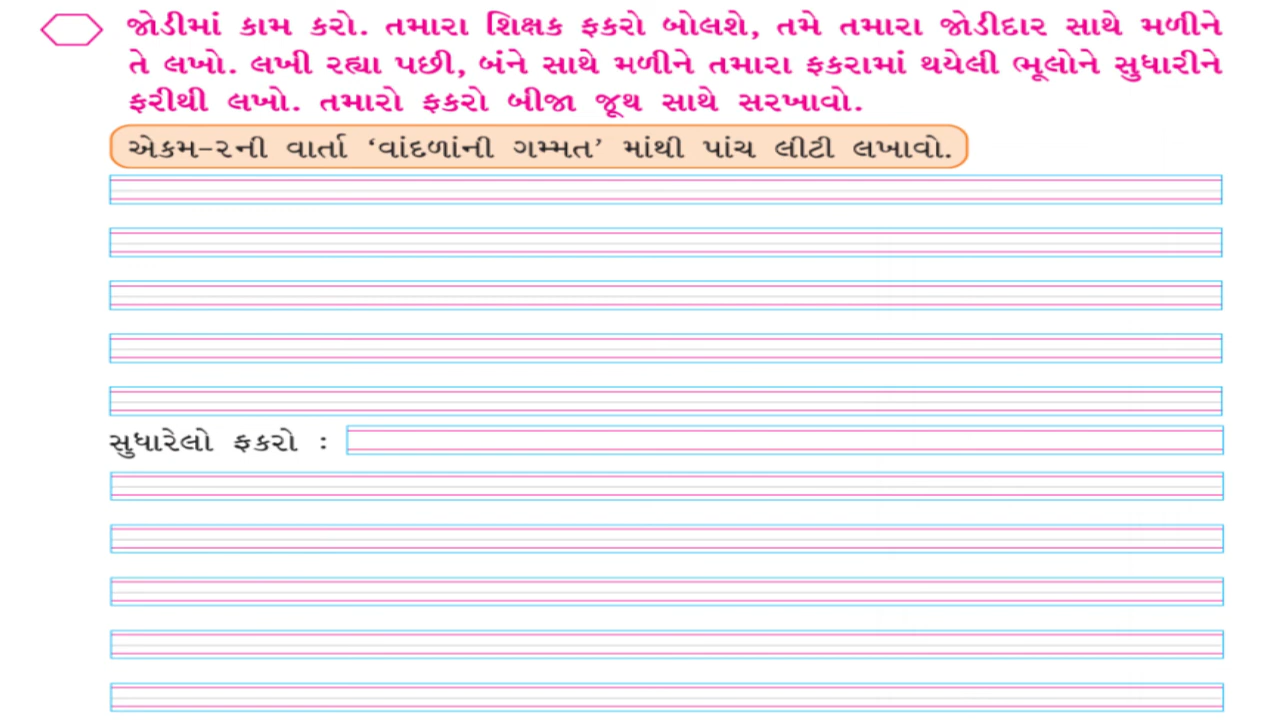 જોડીમાં કામ કરો. તમારા શિક્ષક ફકરો બોલશે, તમે તમારા જોડીદાર સાથે મળીને
તે લખો. લખી રહ્યા પછી, બંને સાથે મળીને તમારા ફકરામાં થયેલી ભૂલોને સુધારીને
ફરીથી લખો. તમારો ફકરો બીજા જૂથ સાથે સરખાવો.
એકમ-૨ની વાર્તા ‘વાંદળાંની ગમ્મત’ માંથી પાંચ લીટી લખાવો.
સુધારેલો ફકરો :